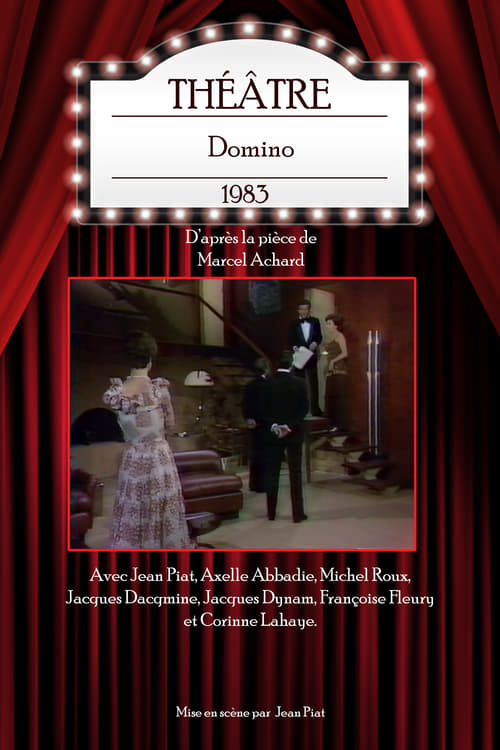 THÉÂTRE
Domino
1983
D'après la pièce de
Marcel Achard
Avec Jean Piat, Axelle Abbadie, Michel Roux,
Jacques Dacqmine, Jacques Dynam, Françoise Fleury
et Corinne Lahaye.
Mise en scène par Jean Piat